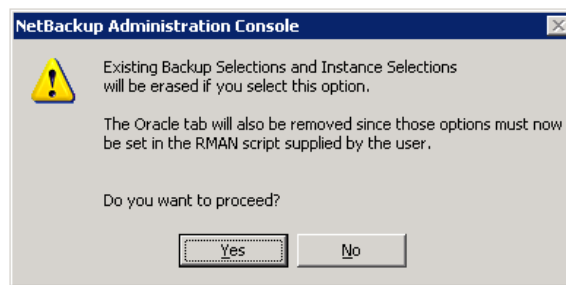 NetBackup Administration Console
Existing Backup Selections and Instance Selections
will be erased if you select this option.
The Oracle tab will also be removed since those options must now
be set in the RMAN script supplied by the user.
Do you want to proceed?
Yes
No